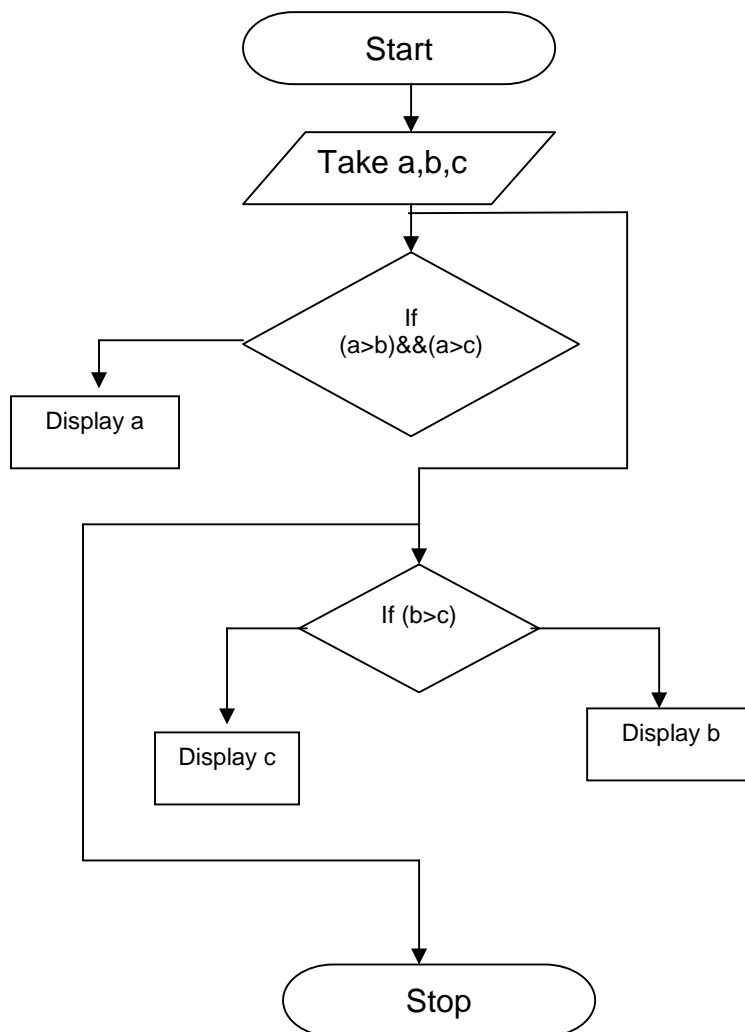 Start
Take a,b,c
If
(a>b)&&(a>c)
Display a
If (b>c)
Display c
Display b
Stop